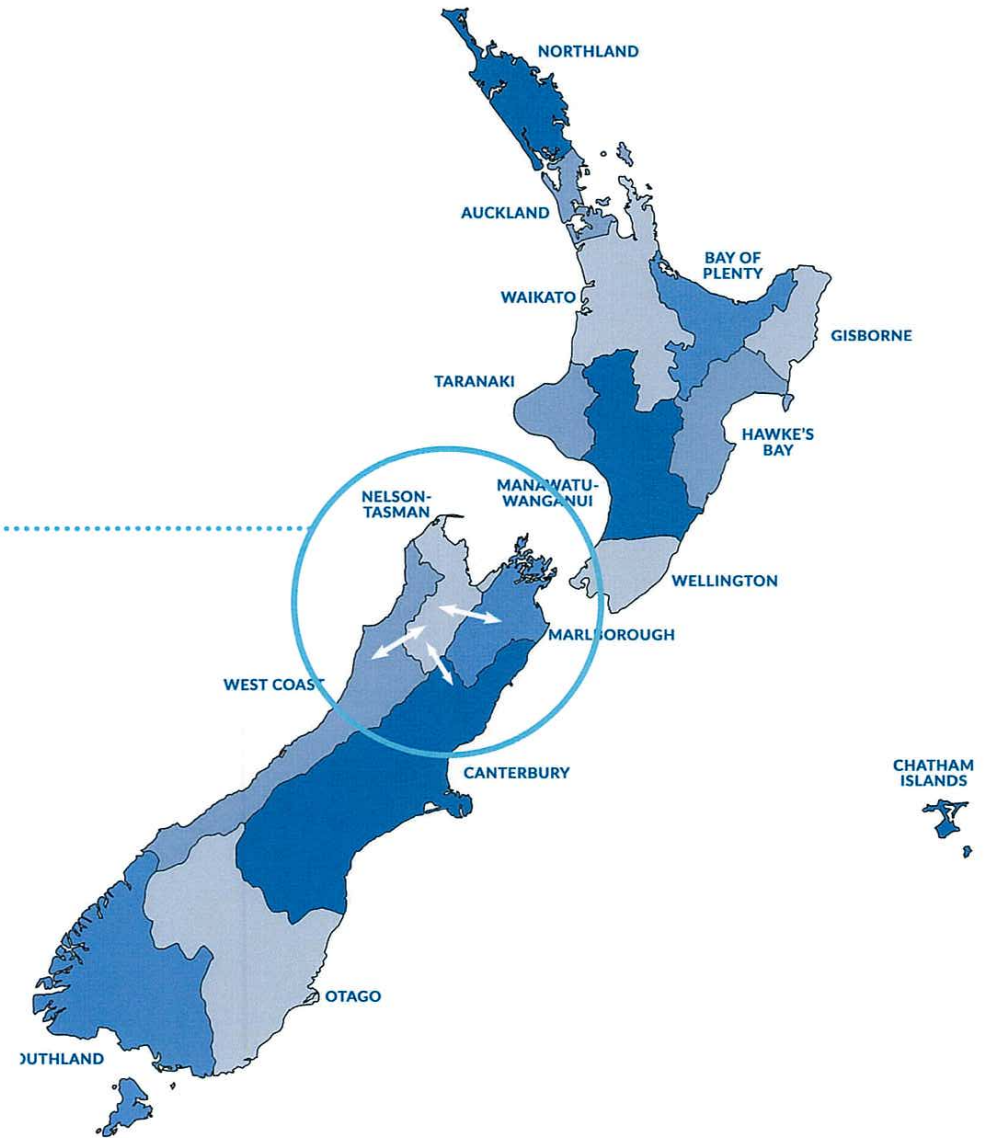 NORTHLAND
AUCKLAND
BAY OF
PLENTY
WAIKATO
GISBORNE
TARANAKI
HAWKE'S
BAY
MANAWATU-
WANGANUI
NELSON-
TASMAN
WELLINGTON
MARLBOROUGH
WEST COAST
CANTERBURY
CHATHAM
ISLANDS
OTAGO
OUTHLAND